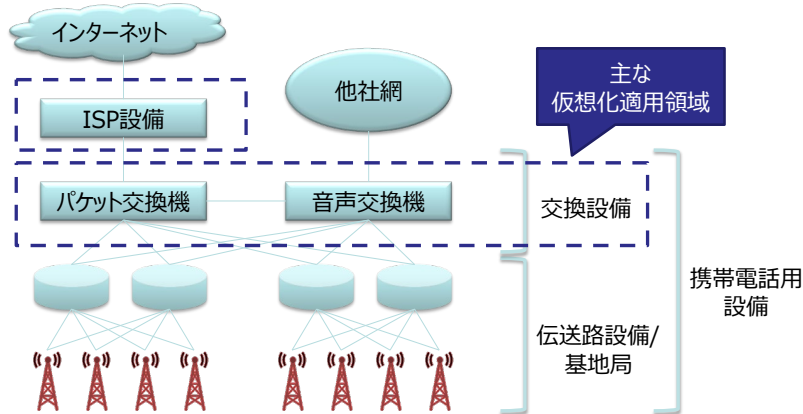 インターネット
ISP設備
他社網
主な
仮想化適用領域
パケット交換機
音声交換機
交換設備
伝送路設備/
基地局
携帯電話用
設備